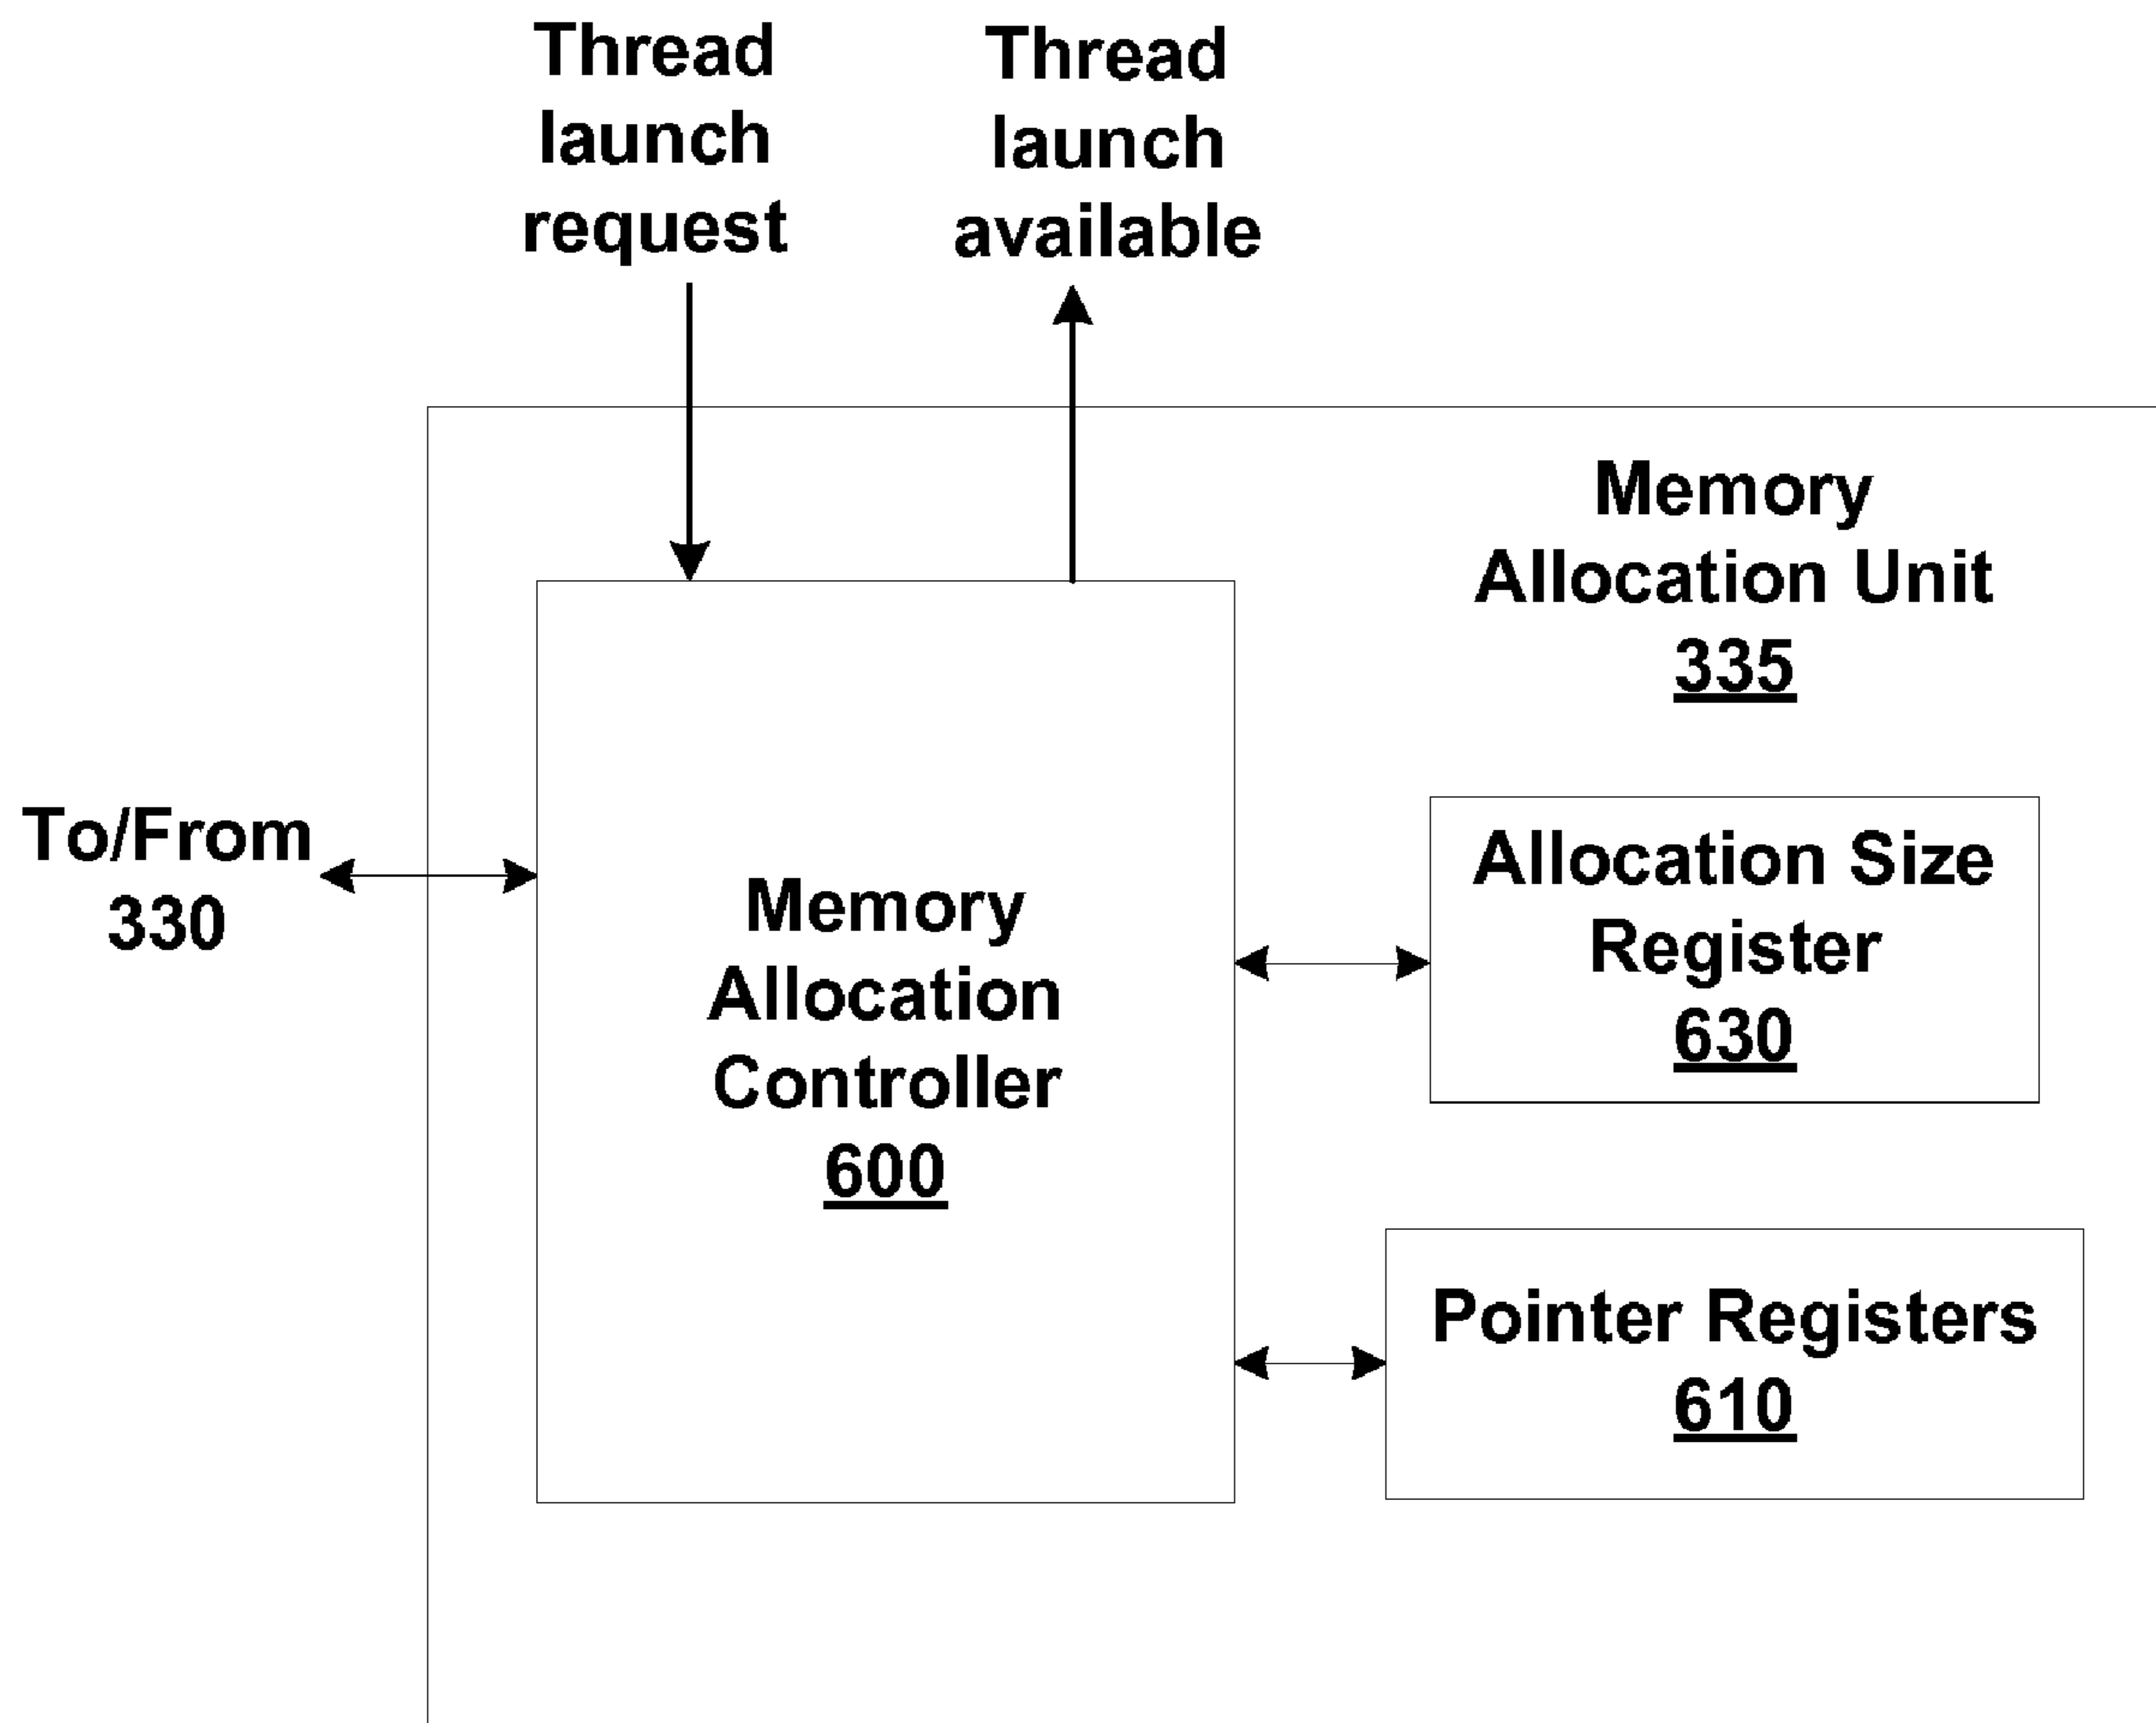 Thread
launch
request
Thread
launch
available
Memory
Allocation Unit
335
To/From
330
Memory
Allocation
Controller
600
Allocation Size
Register
630
Pointer Registers
610